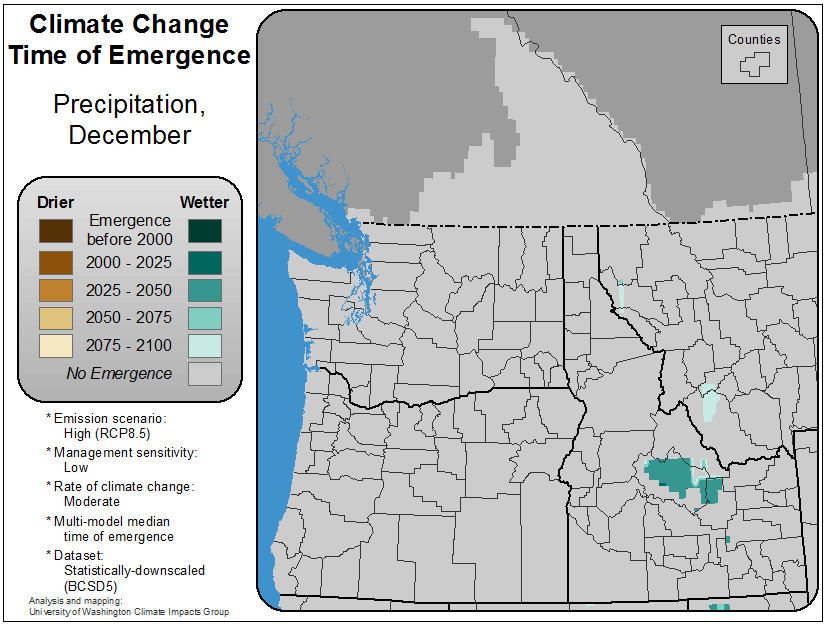 Climate Change
Time of Emergence
Precipitation,
December
Drier Wetter
Emergence
before 2000
2000 - 2025
2025 - 2050
2050 - 2075
2075 - 2100
No Emergence
* Emission scenario:
High (RCP8.5)
* Management sensitivity:
Low
* Rate of climate change:
Moderate
* Multi-model median
time of emergence
* Dataset:
Statistically-downscaled
(BCSD5)
Analysis and mapping:
University of Washington Climate Impacts Group
Counties